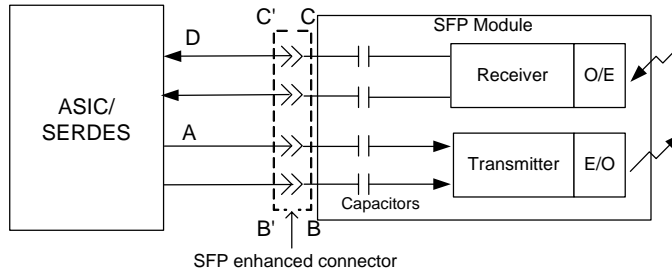 C' C
SFP Module
D
Receiver O/E
ASIC/
SERDES
A
Transmitter E/O
Capacitors
B' B
SFP enhanced connector